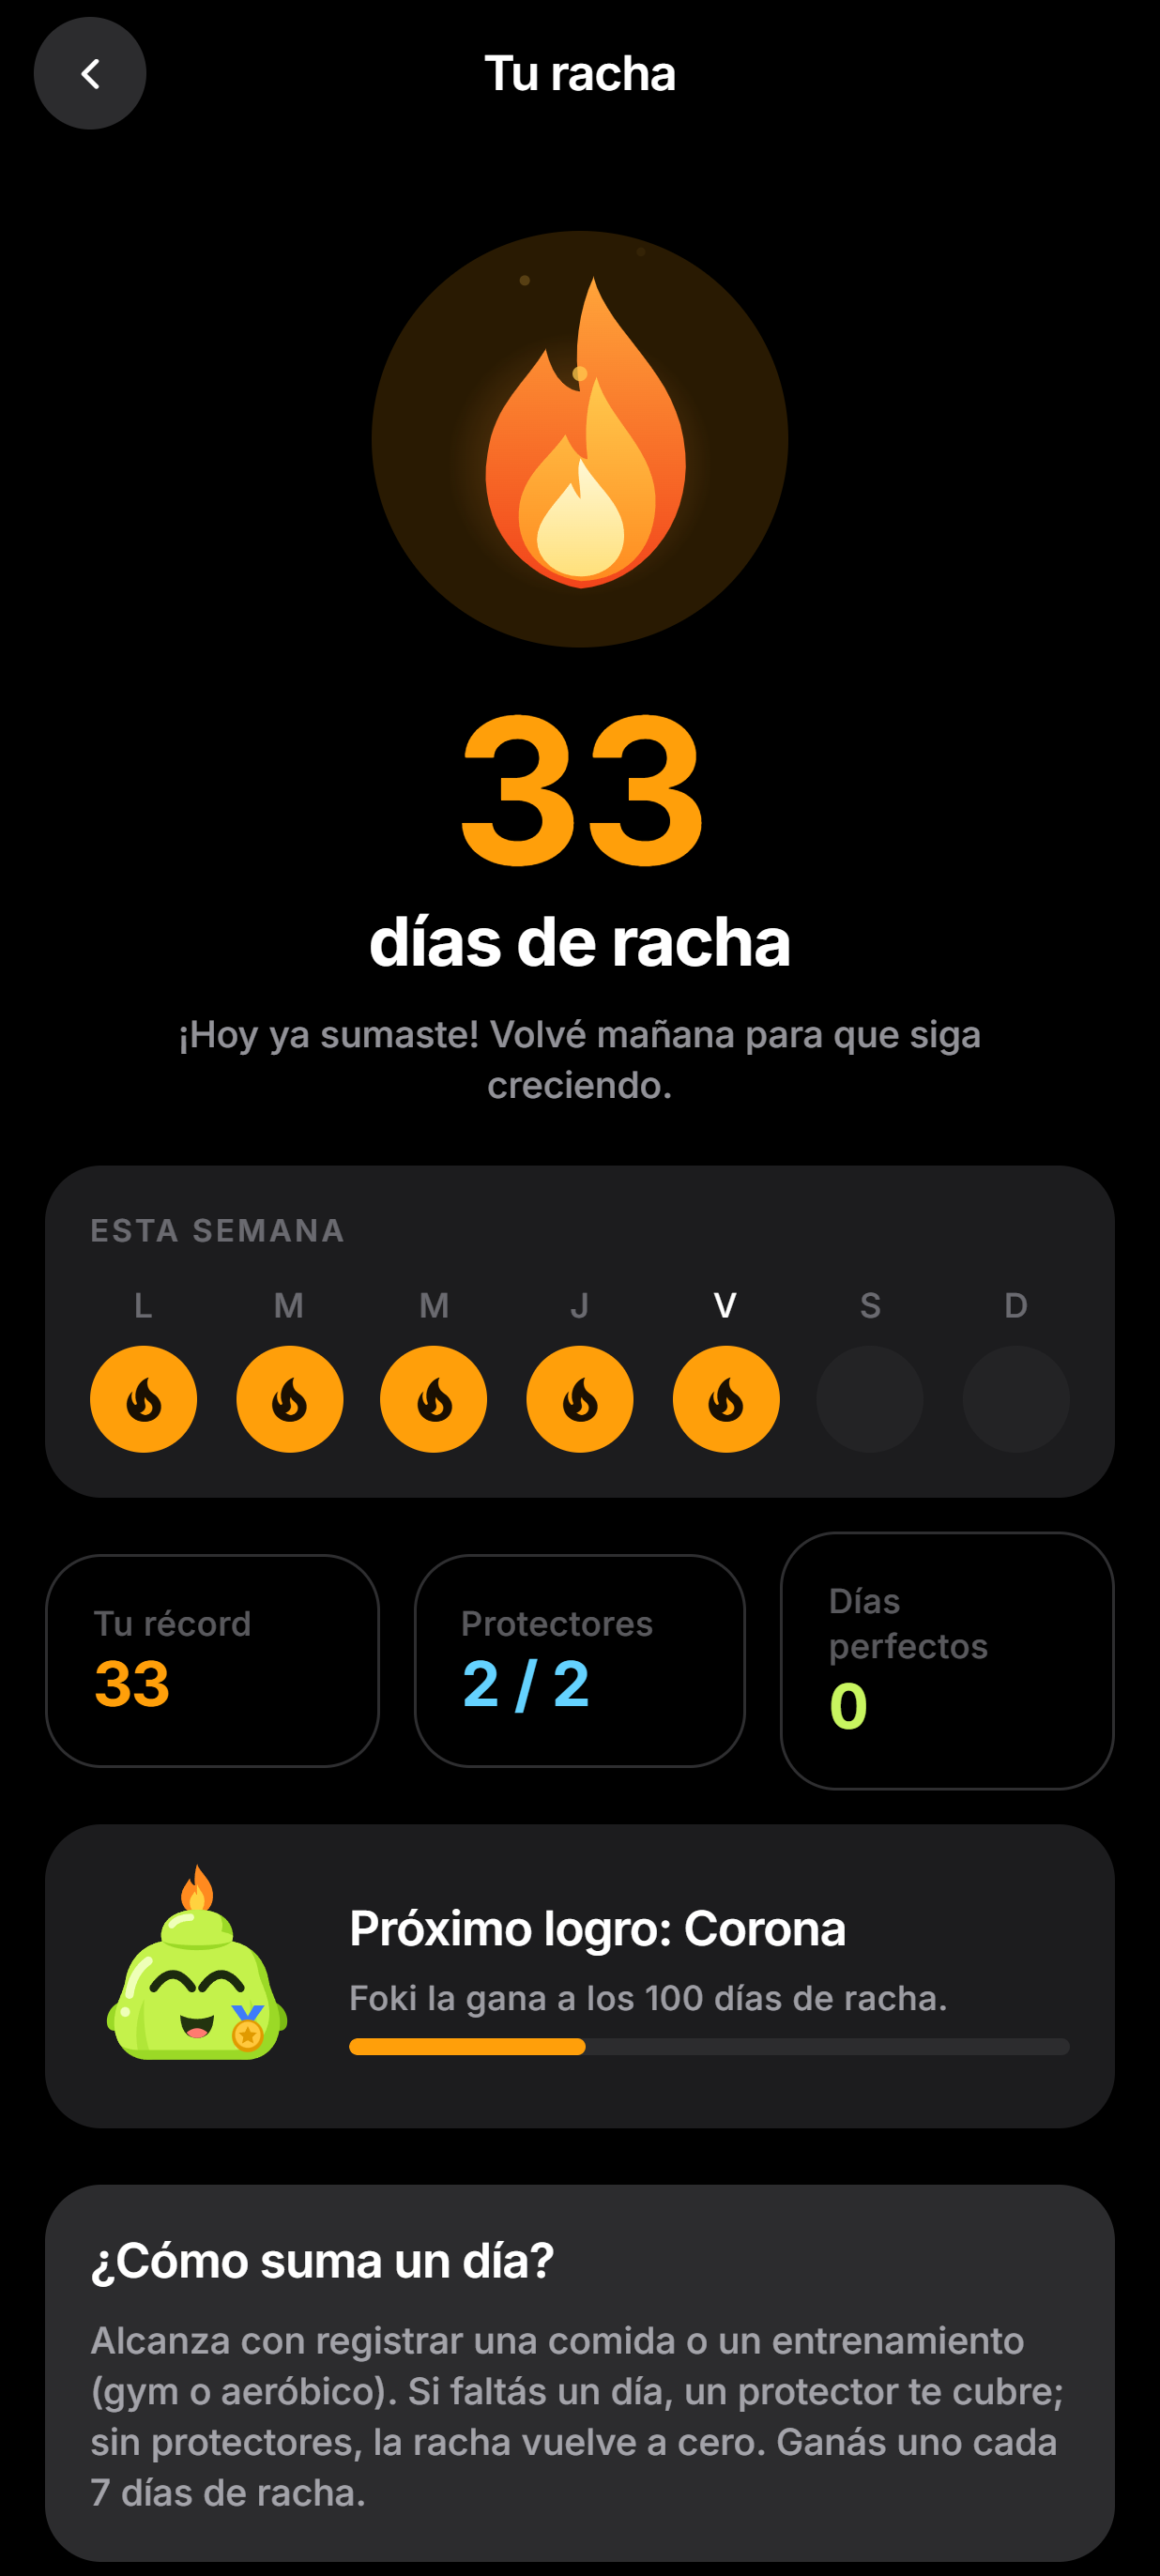 Tu racha
33
días de racha
¡Hoy ya sumaste! Volvé mañana para que siga
creciendo.
ESTA SEMANA
L M M J V S D
Tu récord
33
Protectores
2 / 2
Días
perfectos
0
Próximo logro: Corona
Foki la gana a los 100 días de racha.
¿Cómo suma un día?
Alcanza con registrar una comida o un entrenamiento
(gym o aeróbico). Si faltás un día, un protector te cubre;
sin protectores, la racha vuelve a cero. Ganás uno cada
7 días de racha.